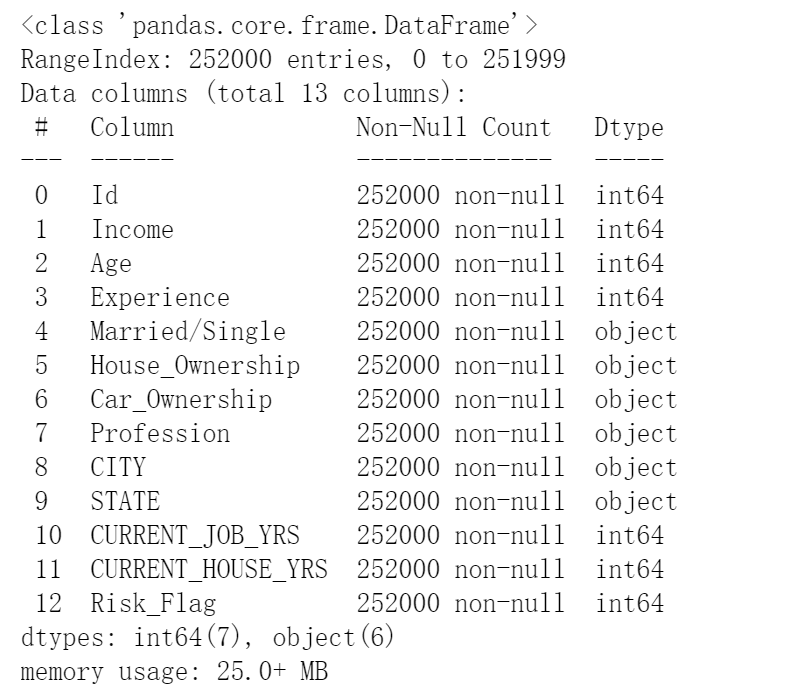 <class 'pandas.core.frame.DataFrame'>
RangeIndex: 252000 entries, 0 to 251999
Data columns (total 13 columns):
 #   Column             Non-Null Count   Dtype
---  ------             --------------   -----
 0   Id                 252000 non-null  int64
 1   Income             252000 non-null  int64
 2   Age                252000 non-null  int64
 3   Experience         252000 non-null  int64
 4   Married/Single     252000 non-null  object
 5   House_Ownership    252000 non-null  object
 6   Car_Ownership      252000 non-null  object
 7   Profession         252000 non-null  object
 8   CITY               252000 non-null  object
 9   STATE              252000 non-null  object
 10  CURRENT_JOB_YRS    252000 non-null  int64
 11  CURRENT_HOUSE_YRS  252000 non-null  int64
 12  Risk_Flag          252000 non-null  int64
dtypes: int64(7), object(6)
memory usage: 25.0+ MB